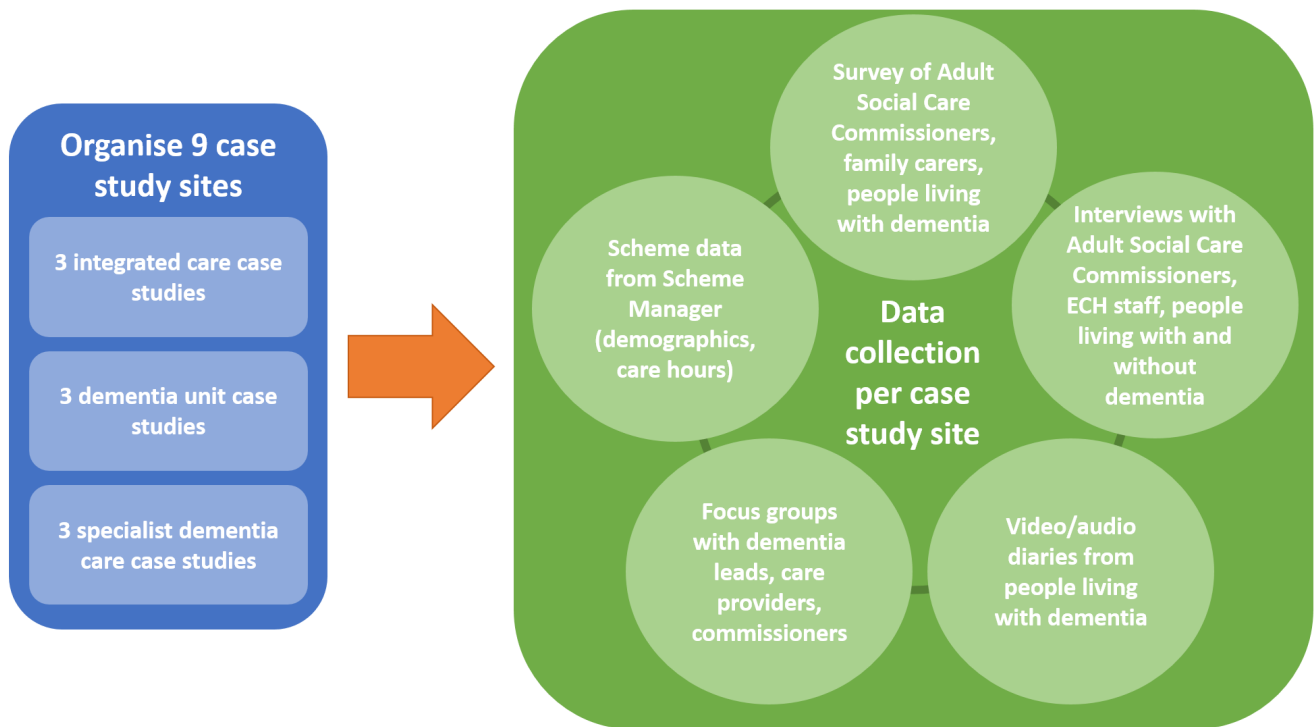 Organise 9 case
study sites
3 integrated care case
studies
3 dementia unit case
studies
3 specialist dementia
care case studies
Survey of Adult
Social Care
Commissioners,
family carers,
people living
with dementia
Interviews with
Adult Social Care
Commissioners,
ECH staff, people
living with and
without
dementia
Video/audio
diaries from
people living
with dementia
Focus groups
with dementia
leads, care
providers,
commissioners
Scheme data
from Scheme
Manager
(demographics,
care hours)
Data
collection
per case
study site